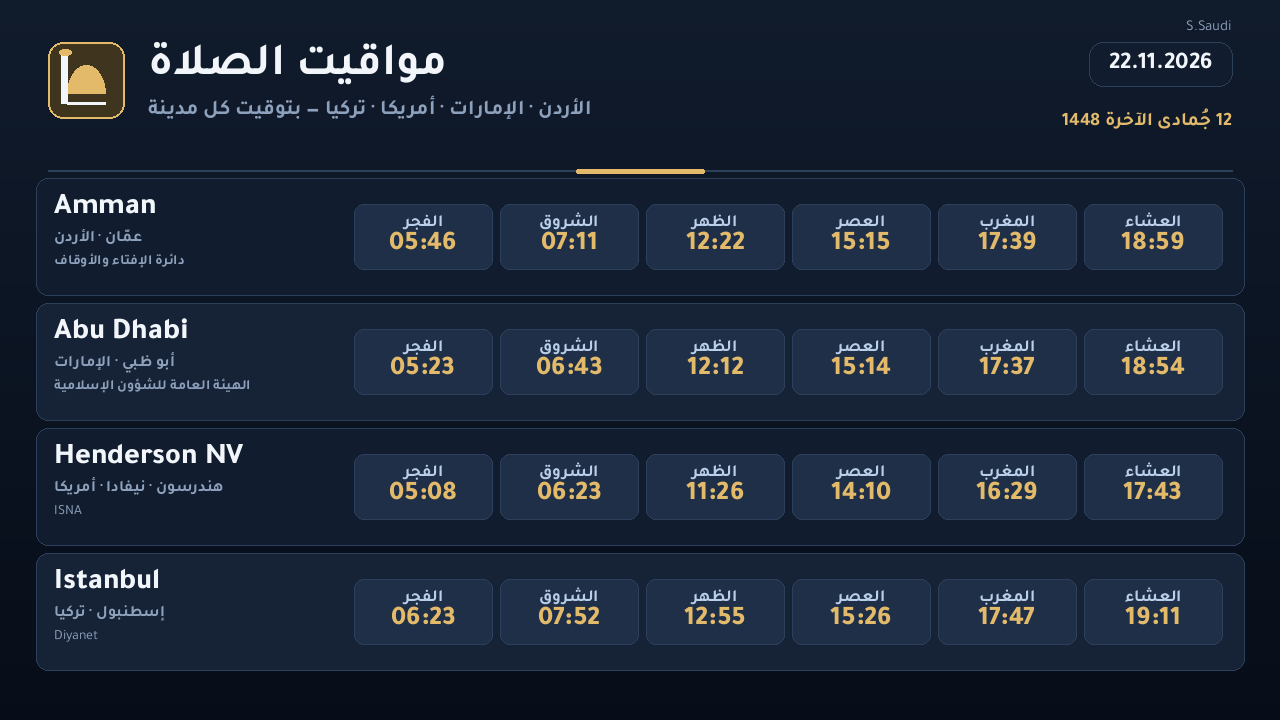 S.Saudi
مواقيت الصلاة
22.11.2026
الأردن · الإمارات · أمريكا · تركيا – بتوقيت كل مدينة
12 جُمادى الآخرة 1448
Amman
عمّان · الأردن
دائرة الإفتاء والأوقاف
الفجر الشروق الظهر العصر المغرب العشاء
05:46 07:11 12:22 15:15 17:39 18:59
Abu Dhabi
أبو ظبي · الإمارات
الهيئة العامة للشؤون الإسلامية
الفجر الشروق الظهر العصر المغرب العشاء
05:23 06:43 12:12 15:14 17:37 18:54
Henderson NV
هندرسون · نيفادا · أمريكا
ISNA
الفجر الشروق الظهر العصر المغرب العشاء
05:08 06:23 11:26 14:10 16:29 17:43
Istanbul
إسطنبول · تركيا
Diyanet
الفجر الشروق الظهر العصر المغرب العشاء
06:23 07:52 12:55 15:26 17:47 19:11